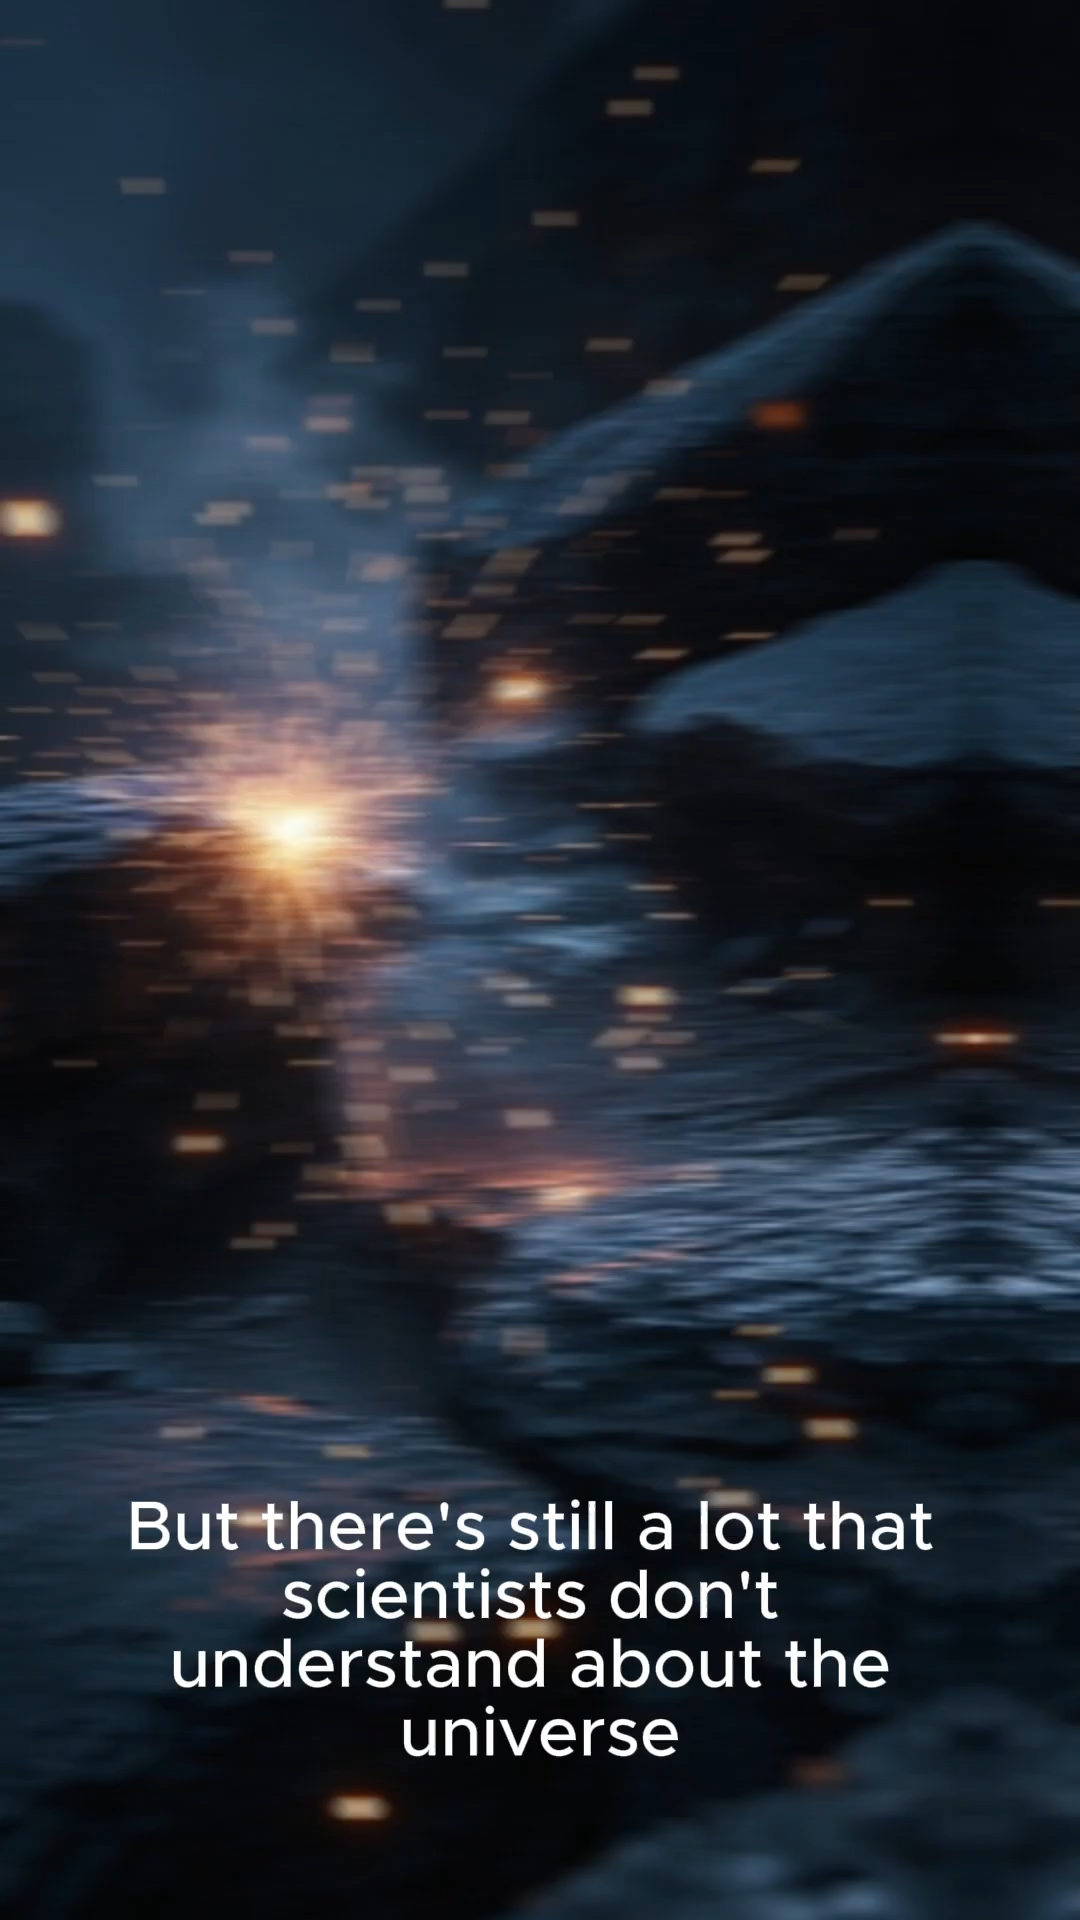 But there's still a lot that
scientists don't
understand about the
universe